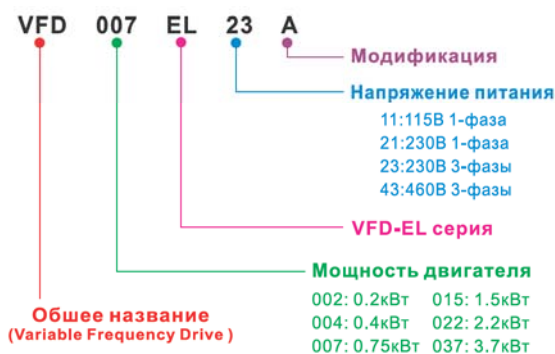 VFD 007 EL 23 A
Модификация
Напряжение питания
11:115В 1-фаза
21:230В 1-фаза
23:230В 3-фазы
43:460В 3-фазы
VFD-EL серия
Мощность двигателя
002: 0.2кВт 015: 1.5кВт
004: 0.4кВт 022: 2.2кВт
007: 0.75кВт 037: 3.7кВт
Обшее название
(Variable Frequency Drive )